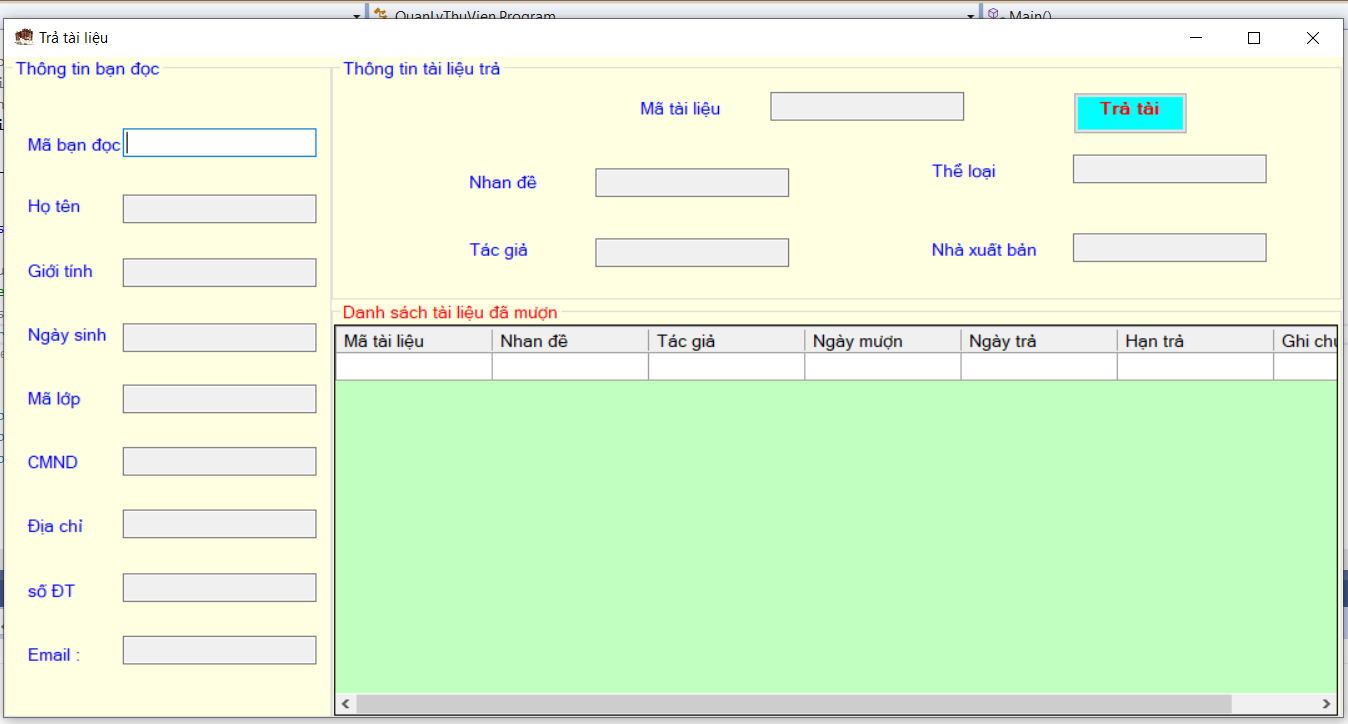 QuanLyThuVien.Program
Main()
Trả tài liệu
Thông tin bạn đọc
Mã bạn đọc
Họ tên
Giới tính
Ngày sinh
Mã lớp
CMND
Địa chỉ
số ĐT
Email :
Thông tin tài liệu trả
Mã tài liệu
Trả tài
Nhan đề
Thể loại
Tác giả
Nhà xuất bản
Danh sách tài liệu đã mượn
Mã tài liệu Nhan đề Tác giả Ngày mượn Ngày trả Hạn trả Ghi